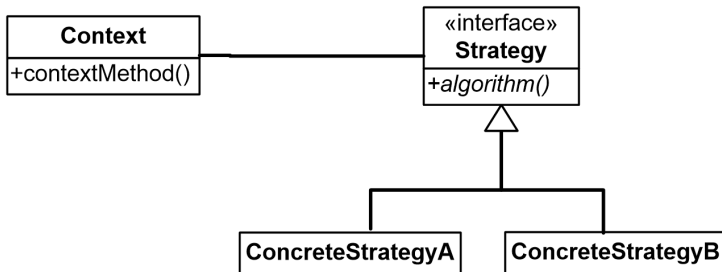 Context
+contextMethod()
«interface»
Strategy
+algorithm()
ConcreteStrategyA
ConcreteStrategyB